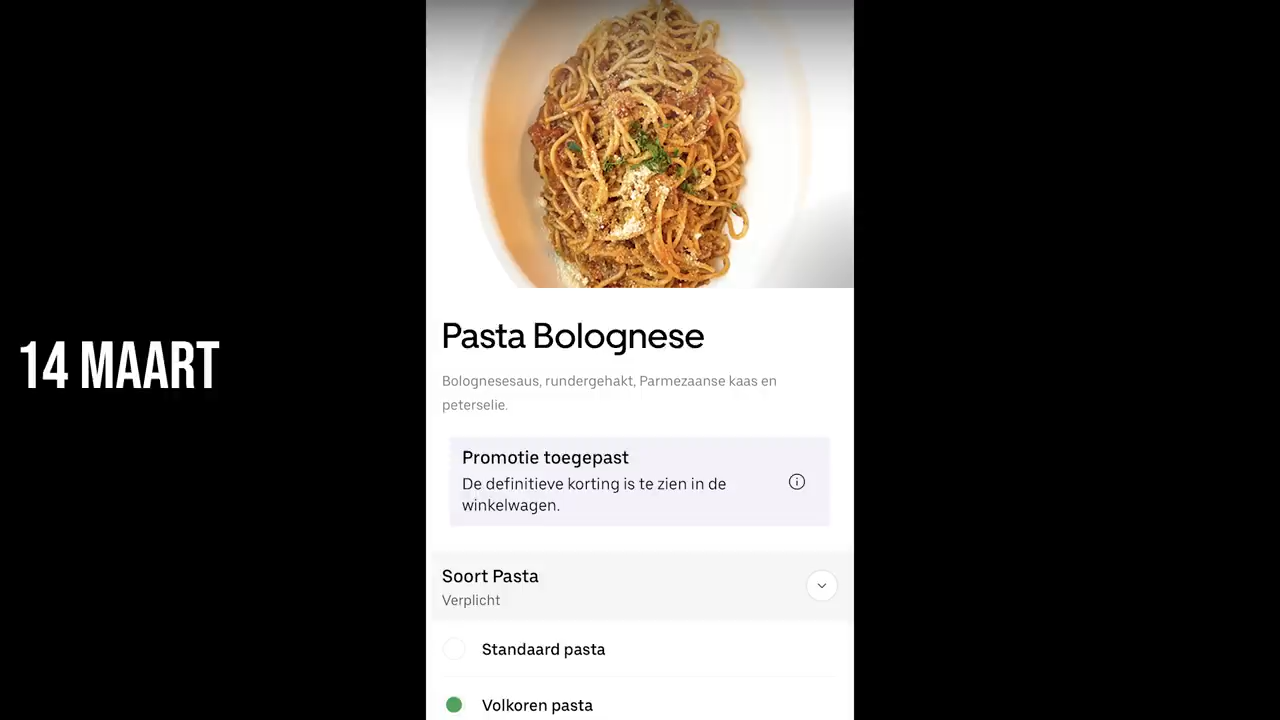 14 MAART
Pasta Bolognese
Bolognesesaus, rundergehakt, Parmezaanse kaas en
peterselie.
Promotie toegepast
De definitieve korting is te zien in de
winkelwagen.
Soort Pasta
Verplicht
Standaard pasta
Volkoren pasta